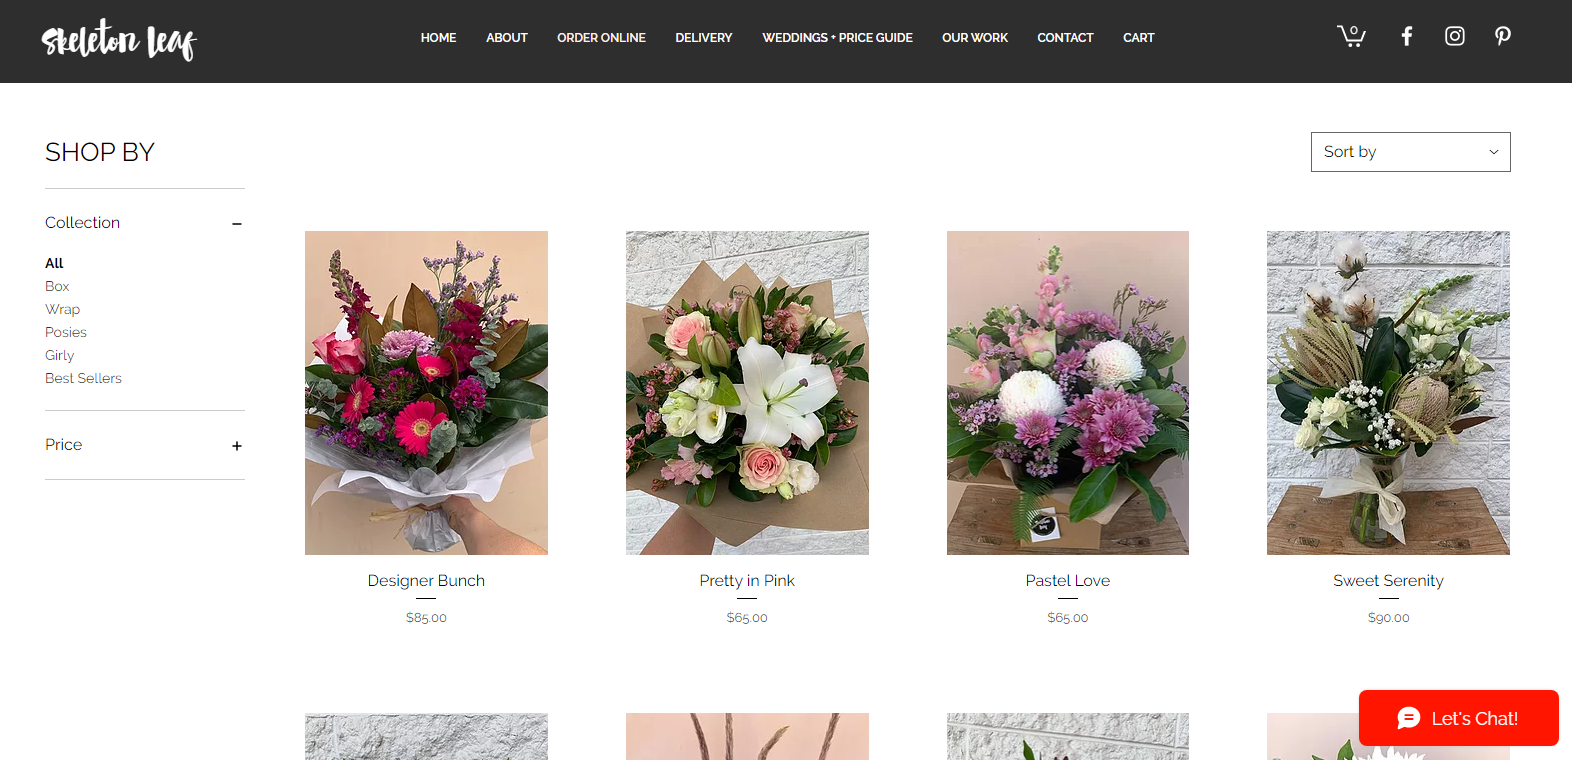 skeleton leaf
HOME ABOUT ORDER ONLINE DELIVERY WEDDINGS + PRICE GUIDE OUR WORK CONTACT CART
0
SHOP BY
Sort by
Collection
All
Box
Wrap
Posies
Girly
Best Sellers
Price
Designer Bunch
$85.00
Pretty in Pink
$65.00
Pastel Love
$65.00
Sweet Serenity
$90.00
Let's Chat!